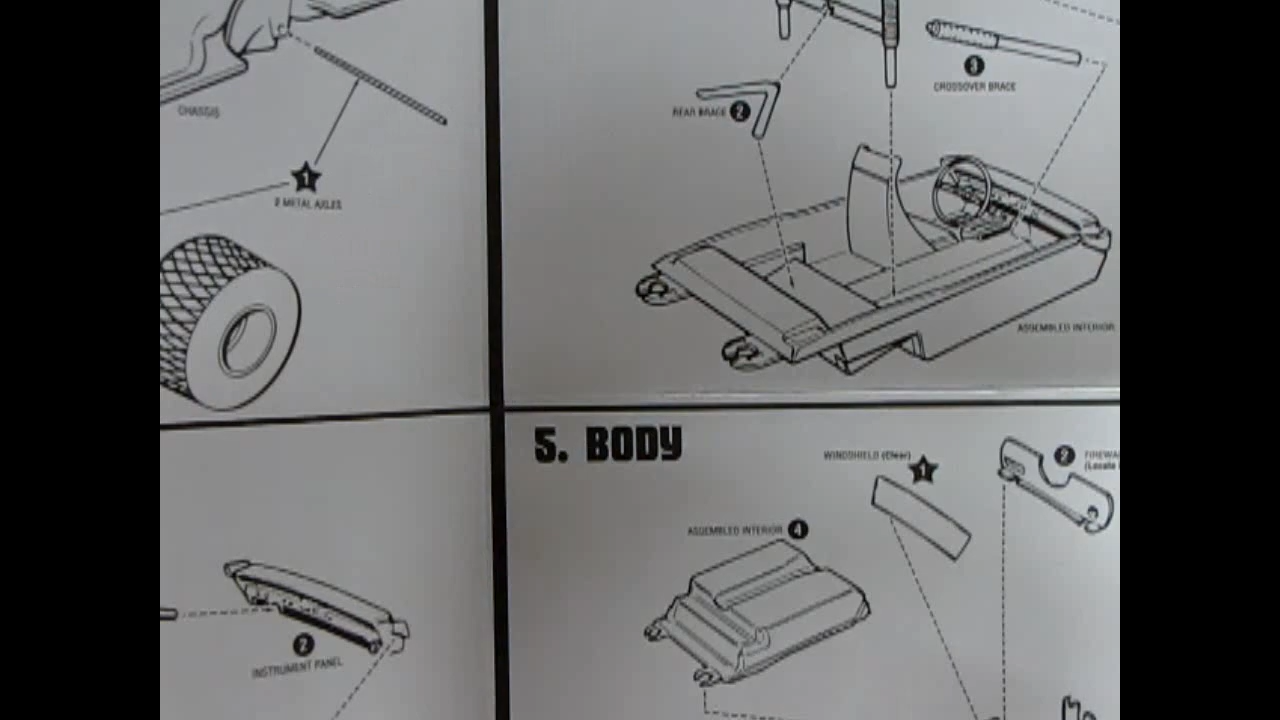 CHASSIS
1
2 METAL AXLES
REAR BRACE 2
3
CROSSOVER BRACE
ASSEMBLED INTERIOR
2
INSTRUMENT PANEL
5. BODY
WINDSHIELD (Clear)
1
2
(Locate
ASSEMBLED INTERIOR 4